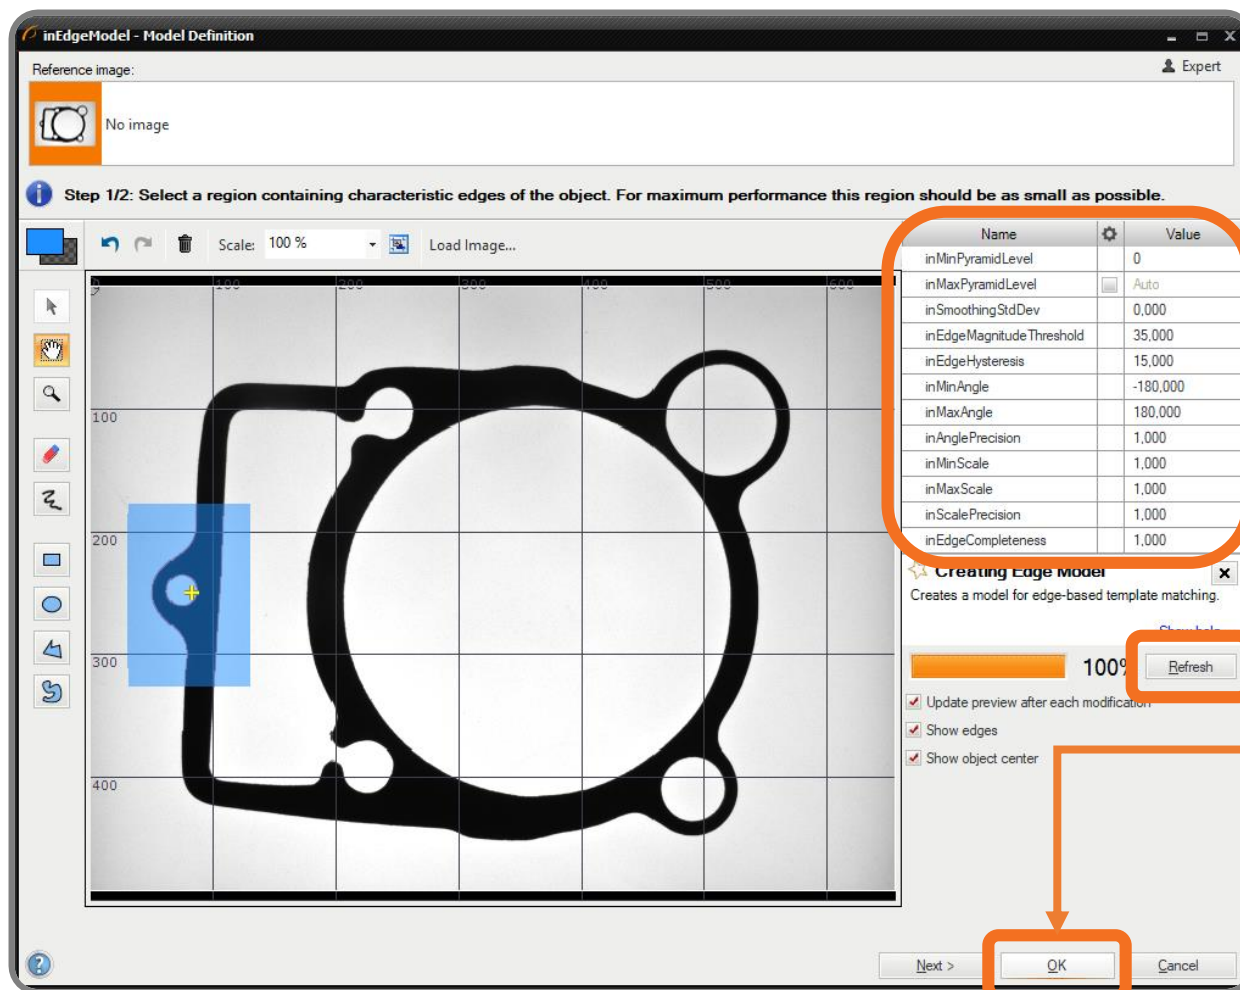 inEdgeModel - Model Definition
Reference image:
Expert
No image
Step 1/2: Select a region containing characteristic edges of the object. For maximum performance this region should be as small as possible.
Scale: 100 %
Load Image...
Name Value
inMinPyramidLevel 0
inMaxPyramidLevel Auto
inSmoothingStdDev 0,000
inEdgeMagnitudeThreshold 35,000
inEdgeHysteresis 15,000
inMinAngle -180,000
inMaxAngle 180,000
inAnglePrecision 1,000
inMinScale 1,000
inMaxScale 1,000
inScalePrecision 1,000
inEdgeCompleteness 1,000
0 100 200 300 400 500 600
100
200
300
400
Creating Edge Model
Creates a model for edge-based template matching.
Show help
100%
Refresh
Update preview after each modification
Show edges
Show object center
Next >
OK
Cancel